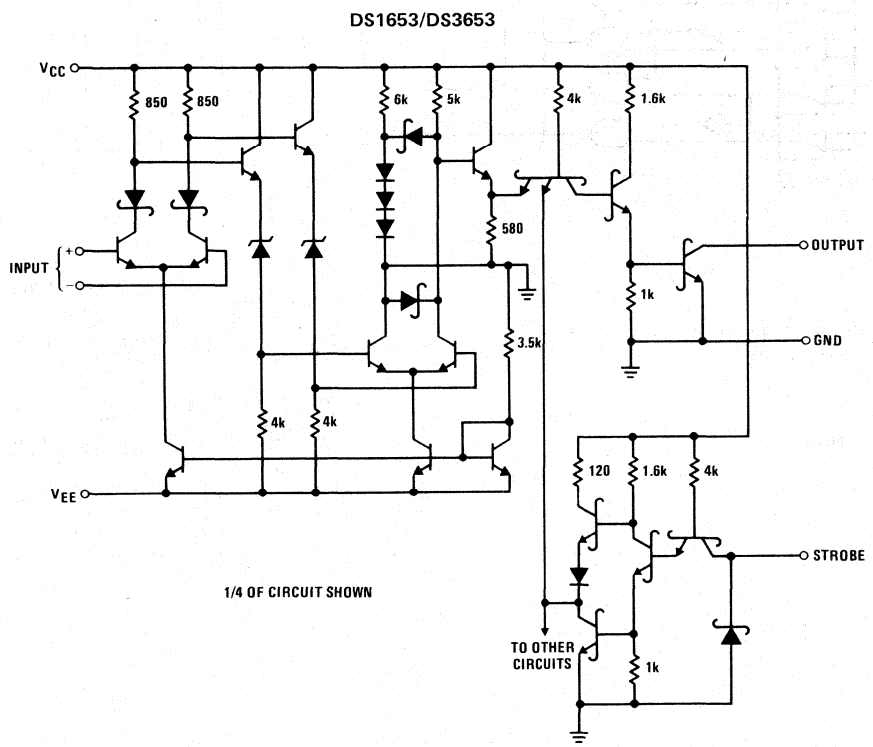 DS1653/DS3653
VCC
850
850
6k
5k
4k
1.6k
INPUT
+
−
580
OUTPUT
1k
GND
3.5k
4k
4k
VEE
120
1.6k
4k
STROBE
1/4 OF CIRCUIT SHOWN
TO OTHER
CIRCUITS
1k